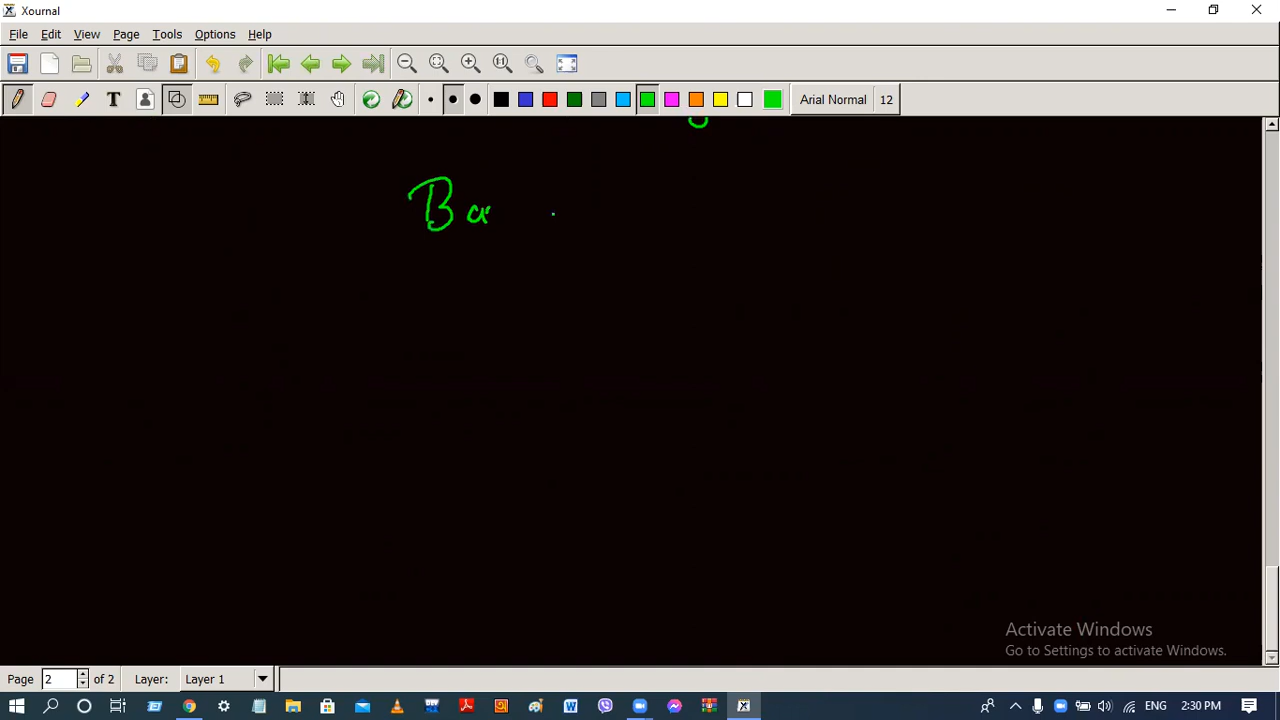 Xournal
File Edit View Page Tools Options Help
T Arial Normal 12
Ba
Activate Windows
Go to Settings to activate Windows.
Page 2 of 2 Layer: Layer 1
ENG 2:30 PM